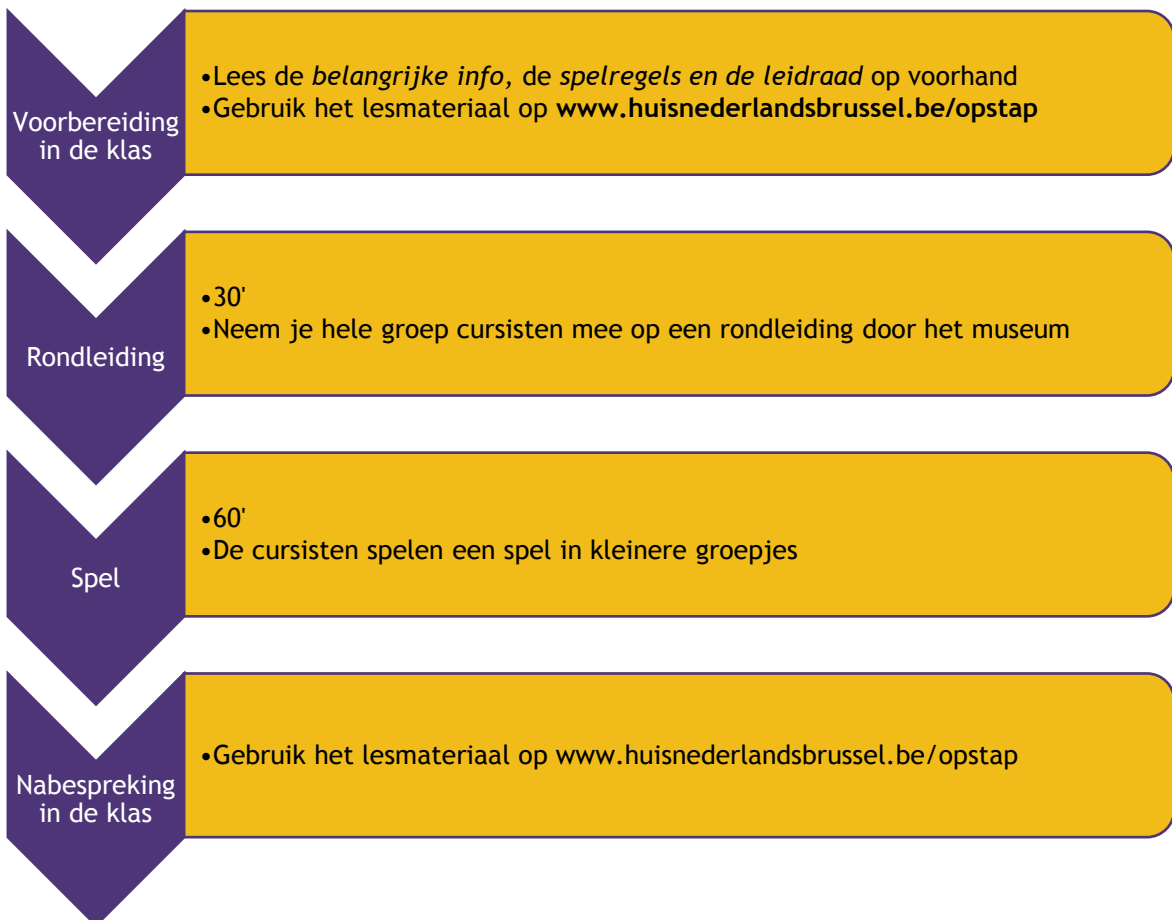 Voorbereiding
in de klas
•Lees de belangrijke info, de spelregels en de leidraad op voorhand
•Gebruik het lesmateriaal op www.huisnederlandsbrussel.be/opstap
Rondleiding
•30'
•Neem je hele groep cursisten mee op een rondleiding door het museum
Spel
•60'
•De cursisten spelen een spel in kleinere groepjes
Nabespreking
in de klas
•Gebruik het lesmateriaal op www.huisnederlandsbrussel.be/opstap